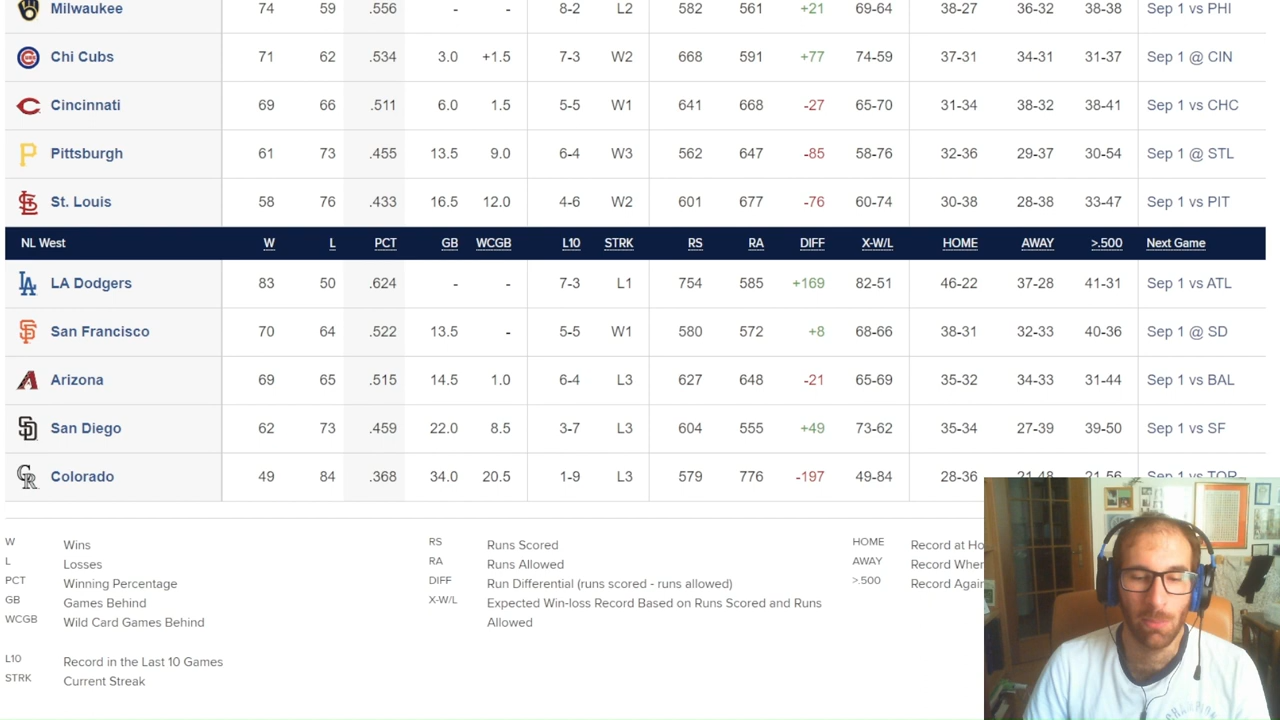 Milwaukee 74 59 .556 - - 8-2 L2 582 561 +21 69-64 38-27 36-32 38-38 Sep 1 vs PHI
Chi Cubs 71 62 .534 3.0 +1.5 7-3 W2 668 591 +77 74-59 37-31 34-31 31-37 Sep 1 @ CIN
Cincinnati 69 66 .511 6.0 1.5 5-5 W1 641 668 -27 65-70 31-34 38-32 38-41 Sep 1 vs CHC
Pittsburgh 61 73 .455 13.5 9.0 6-4 W3 562 647 -85 58-76 32-36 29-37 30-54 Sep 1 @ STL
St. Louis 58 76 .433 16.5 12.0 4-6 W2 601 677 -76 60-74 30-38 28-38 33-47 Sep 1 vs PIT
NL West W L PCT GB WCGB L10 STRK RS RA DIFF X-W/L HOME AWAY >.500 Next Game
LA Dodgers 83 50 .624 - - 7-3 L1 754 585 +169 82-51 46-22 37-28 41-31 Sep 1 vs ATL
San Francisco 70 64 .522 13.5 - 5-5 W1 580 572 +8 68-66 38-31 32-33 40-36 Sep 1 @ SD
Arizona 69 65 .515 14.5 1.0 6-4 L3 627 648 -21 65-69 35-32 34-33 31-44 Sep 1 vs BAL
San Diego 62 73 .459 22.0 8.5 3-7 L3 604 555 +49 73-62 35-34 27-39 39-50 Sep 1 vs SF
Colorado 49 84 .368 34.0 20.5 1-9 L3 579 776 -197 49-84 28-36 21-48 21-56 Sep 1 vs TOR
W Wins RS Runs Scored HOME Record at Ho
L Losses RA Runs Allowed AWAY Record Wher
PCT Winning Percentage DIFF Run Differential (runs scored - runs allowed) >.500 Record Again
GB Games Behind X-W/L Expected Win-loss Record Based on Runs Scored and Runs
WCGB Wild Card Games Behind Allowed
L10 Record in the Last 10 Games
STRK Current Streak